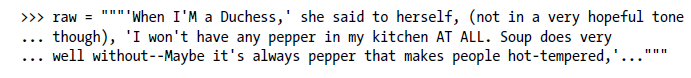 >>> raw = """'When I'M a Duchess,' she said to herself, (not in a very hopeful tone
... though), 'I won't have any pepper in my kitchen AT ALL. Soup does very
... well without--Maybe it's always pepper that makes people hot-tempered,'..."""